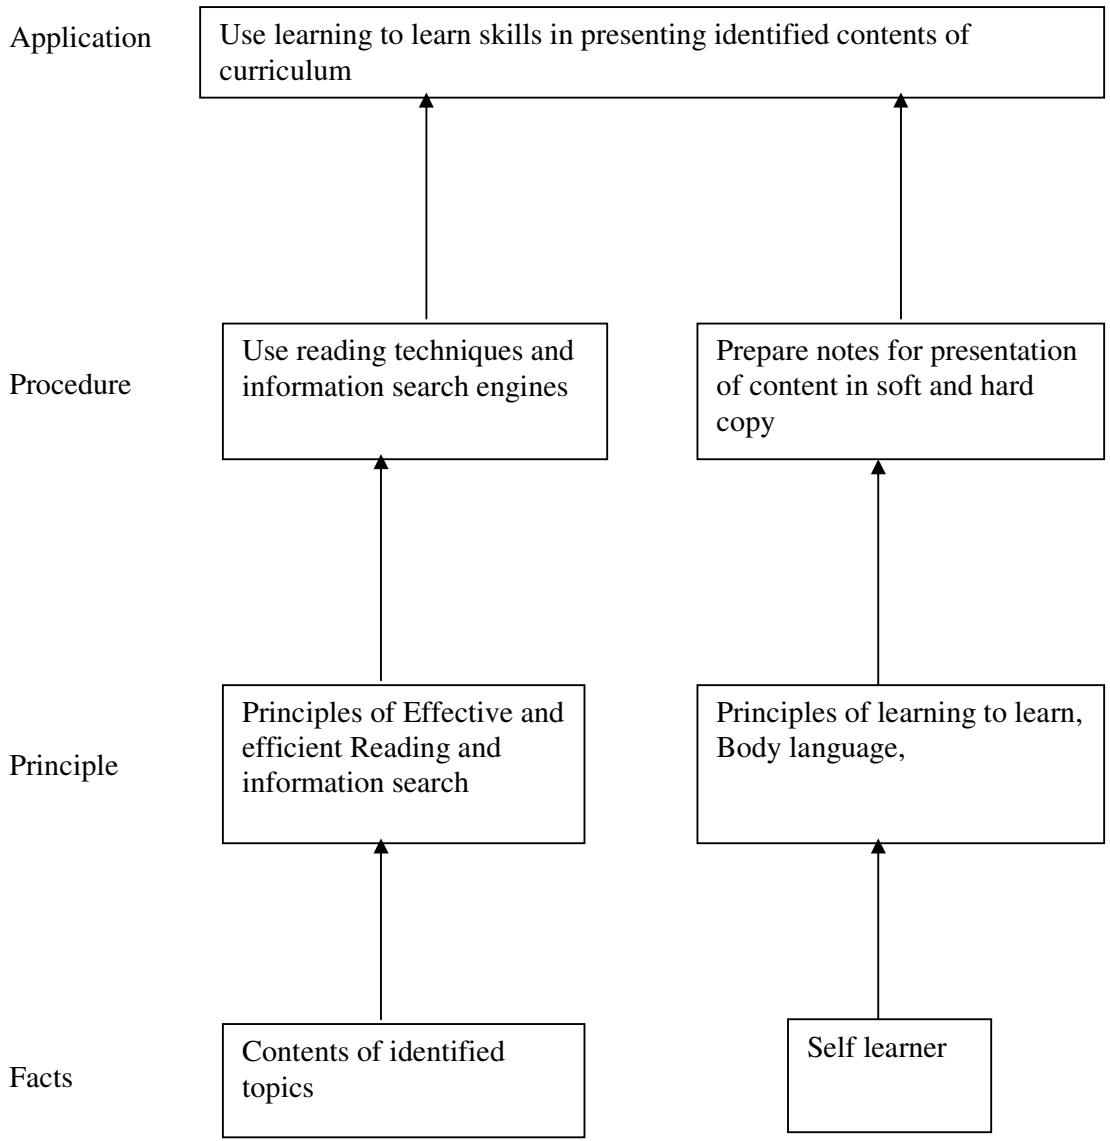 Application
Use learning to learn skills in presenting identified contents of
curriculum
Procedure
Use reading techniques and
information search engines
Prepare notes for presentation
of content in soft and hard
copy
Principle
Principles of Effective and
efficient Reading and
information search
Principles of learning to learn,
Body language,
Facts
Contents of identified
topics
Self learner